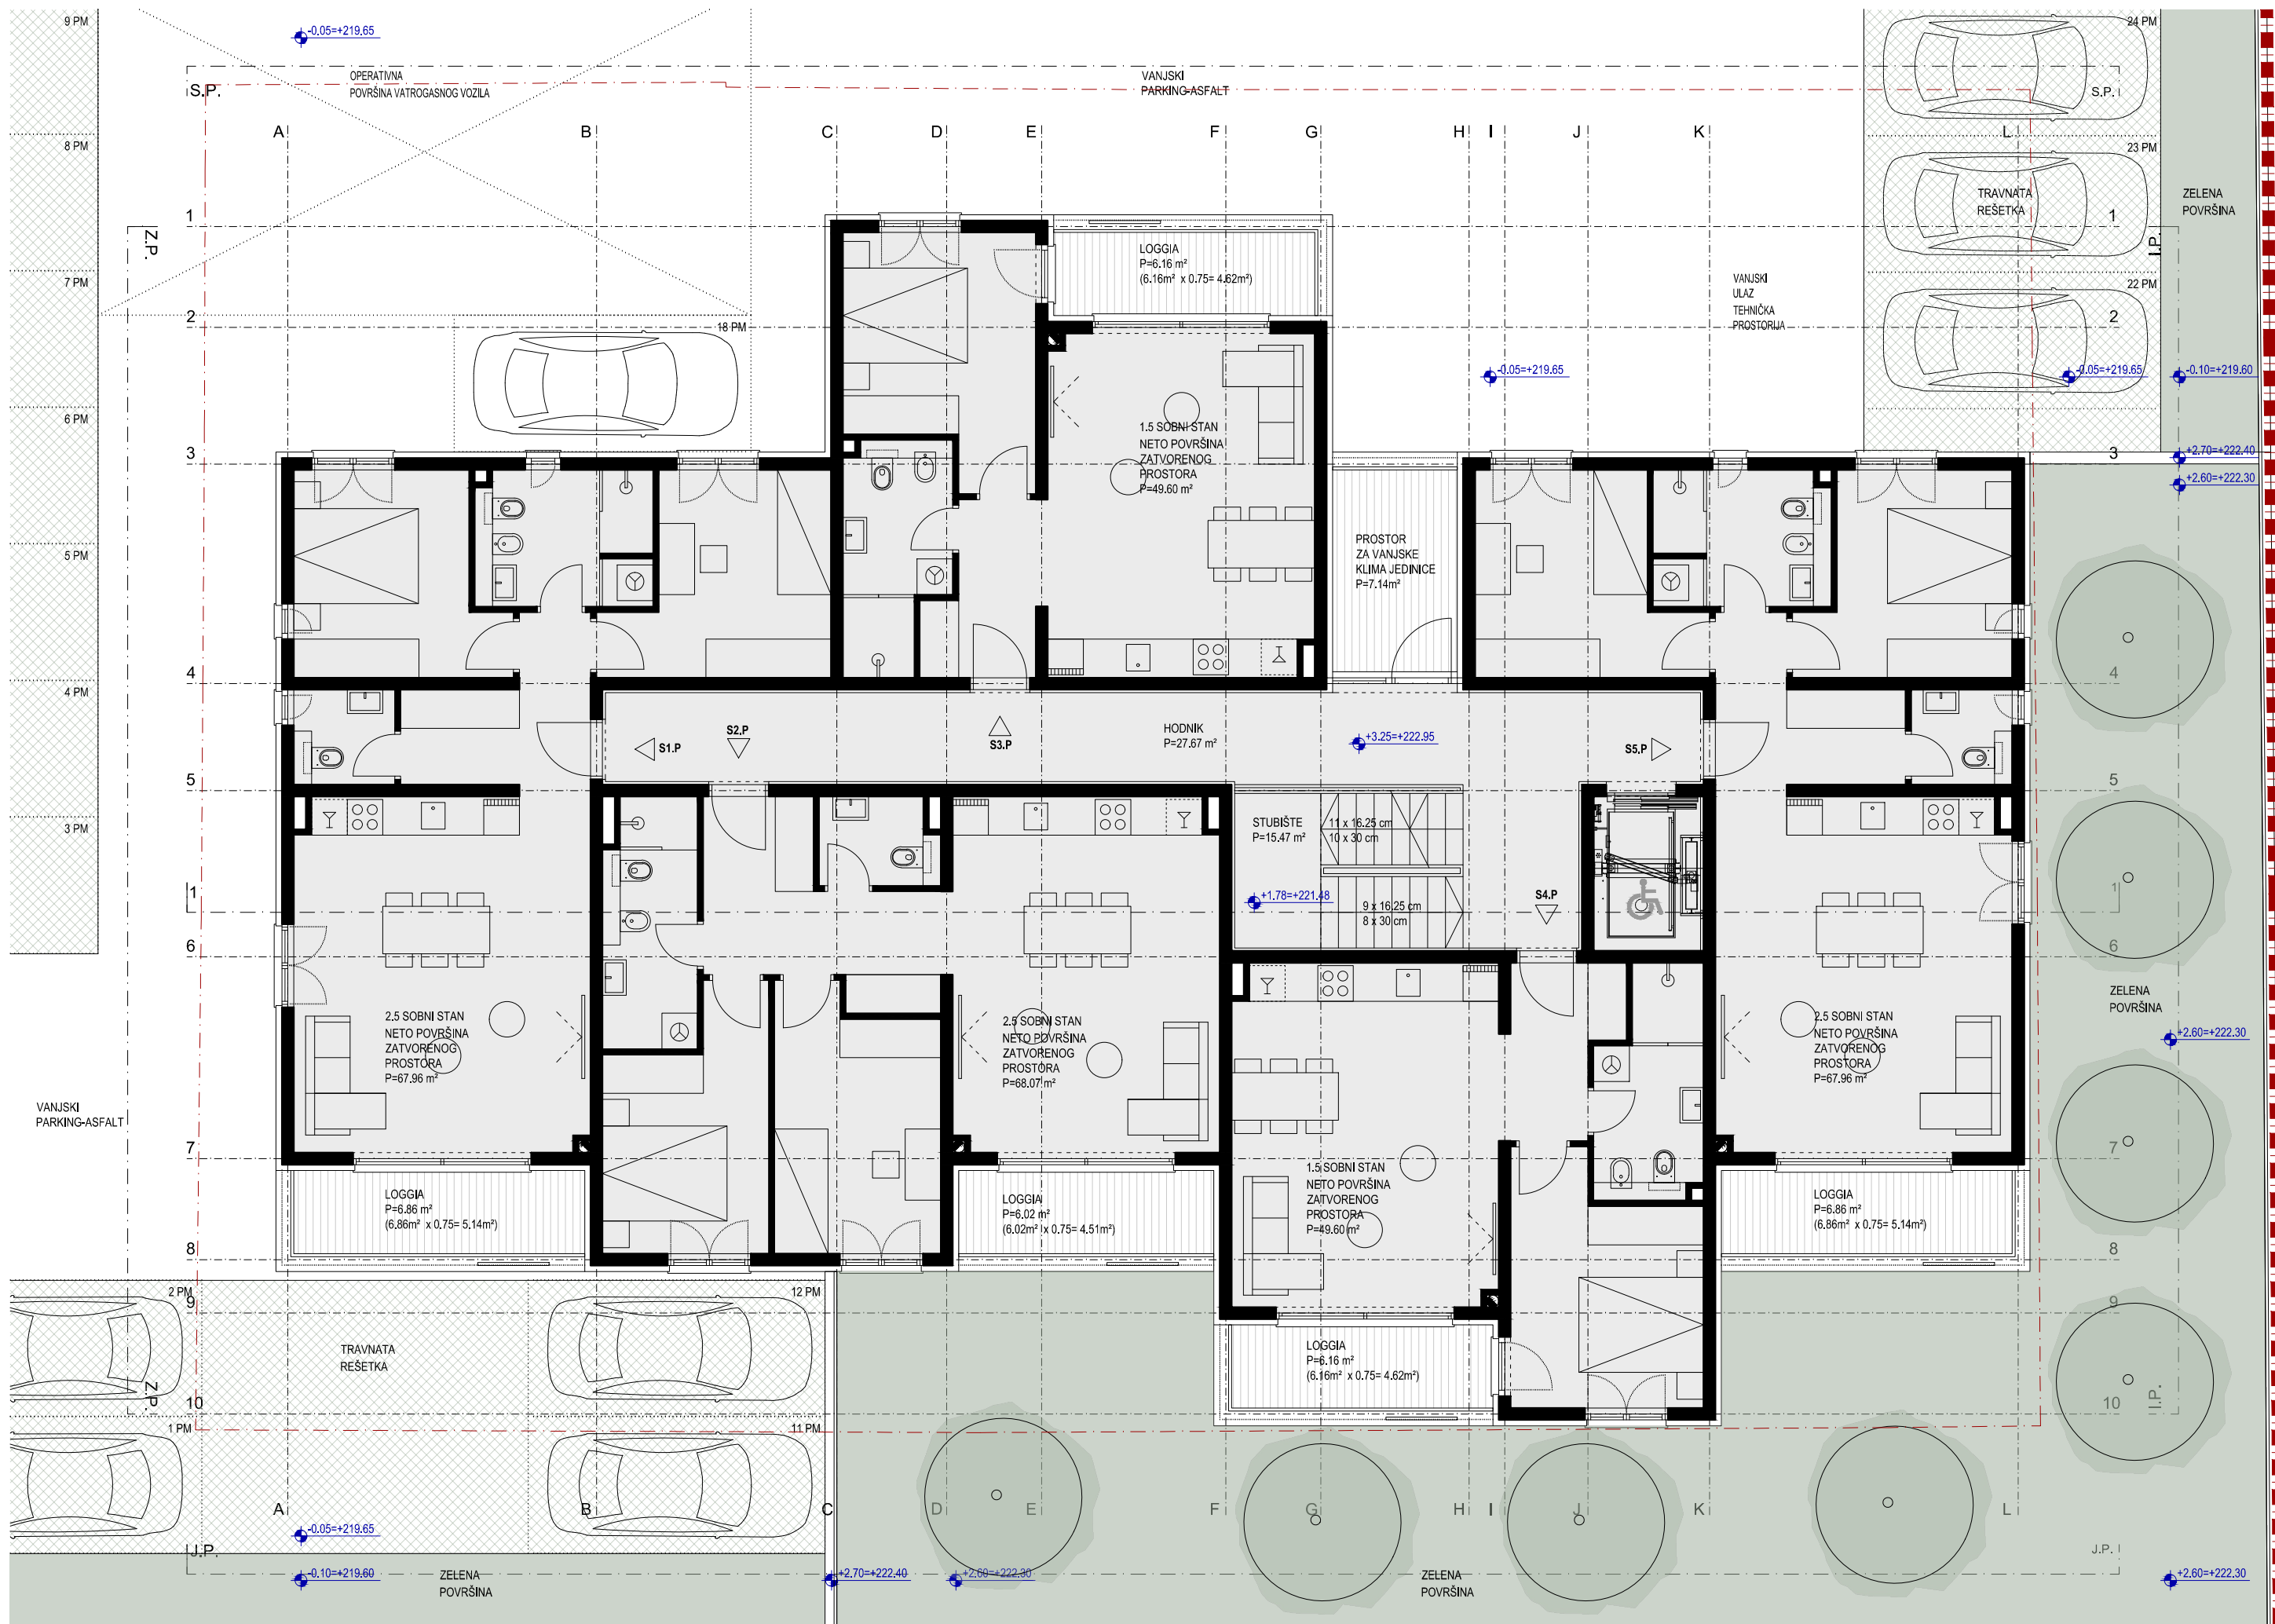 9 PM
-0.05=+219.65
24 PM
OPERATIVNA
POVRŠINA VATROGASNOG VOZILA
VANJSKI
PARKING-ASFALT
S.P.
S.P.
A
B
C
D
E
F
G
H
I
J
K
L
8 PM
23 PM
TRAVNATA
REŠETKA
ZELENA
POVRŠINA
1
1
Z.P.
I.P.
LOGGIA
P=6.16 m²
(6.16m² x 0.75= 4.62m²)
7 PM
VANJSKI
ULAZ
TEHNIČKA
PROSTORIJA
22 PM
2
2
18 PM
-0.05=+219.65
-0.05=+219.65
-0.10=+219.60
6 PM
1.5 SOBNI STAN
NETO POVRŠINA
ZATVORENOG
PROSTORA
P=49.60 m²
3
3
+2.70=+222.40
+2.60=+222.30
5 PM
PROSTOR
ZA VANJSKE
KLIMA JEDINICE
P=7.14m²
4
4
4 PM
S1.P
S2.P
S3.P
HODNIK
P=27.67 m²
+3.25=+222.95
S5.P
5
5
3 PM
STUBIŠTE
P=15.47 m²
11 x 16.25 cm
10 x 30 cm
1
1
+1.78=+221.48
9 x 16.25 cm
8 x 30 cm
S4.P
6
6
ZELENA
POVRŠINA
2.5 SOBNI STAN
NETO POVRŠINA
ZATVORENOG
PROSTORA
P=67.96 m²
2.5 SOBNI STAN
NETO POVRŠINA
ZATVORENOG
PROSTORA
P=68.07 m²
2.5 SOBNI STAN
NETO POVRŠINA
ZATVORENOG
PROSTORA
P=67.96 m²
+2.60=+222.30
VANJSKI
PARKING-ASFALT
7
7
1.5 SOBNI STAN
NETO POVRŠINA
ZATVORENOG
PROSTORA
P=49.60 m²
LOGGIA
P=6.86 m²
(6.86m² x 0.75= 5.14m²)
LOGGIA
P=6.02 m²
(6.02m² x 0.75= 4.51m²)
LOGGIA
P=6.86 m²
(6.86m² x 0.75= 5.14m²)
8
8
2 PM
12 PM
9
9
TRAVNATA
REŠETKA
LOGGIA
P=6.16 m²
(6.16m² x 0.75= 4.62m²)
Z.P.
I.P.
10
10
1 PM
11 PM
A
B
C
D
E
F
G
H
I
J
K
L
-0.05=+219.65
J.P.
J.P.
-0.10=+219.60
ZELENA
POVRŠINA
+2.70=+222.40
+2.60=+222.30
ZELENA
POVRŠINA
+2.60=+222.30